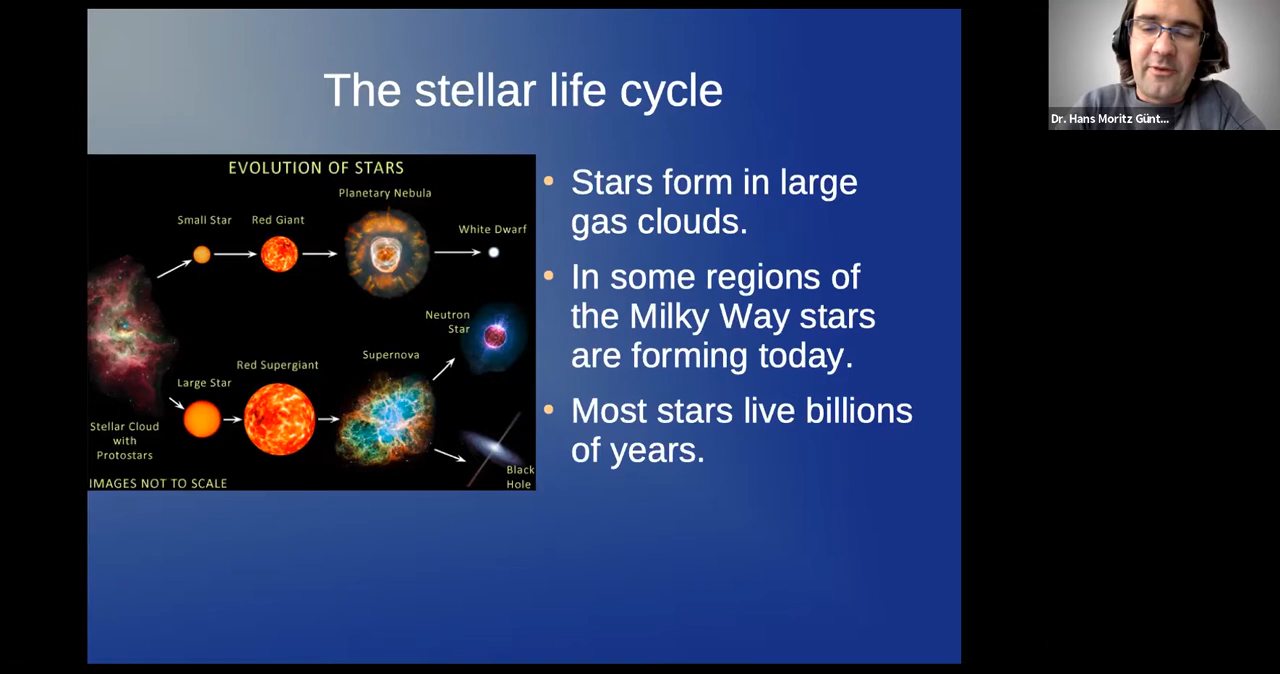 The stellar life cycle
EVOLUTION OF STARS
Planetary Nebula
Small Star
Red Giant
White Dwarf
Neutron
Star
Supernova
Red Supergiant
Large Star
Stellar Cloud
with
Protostars
Black
Hole
IMAGES NOT TO SCALE
• Stars form in large
gas clouds.
• In some regions of
the Milky Way stars
are forming today.
• Most stars live billions
of years.
Dr. Hans Moritz Günt...